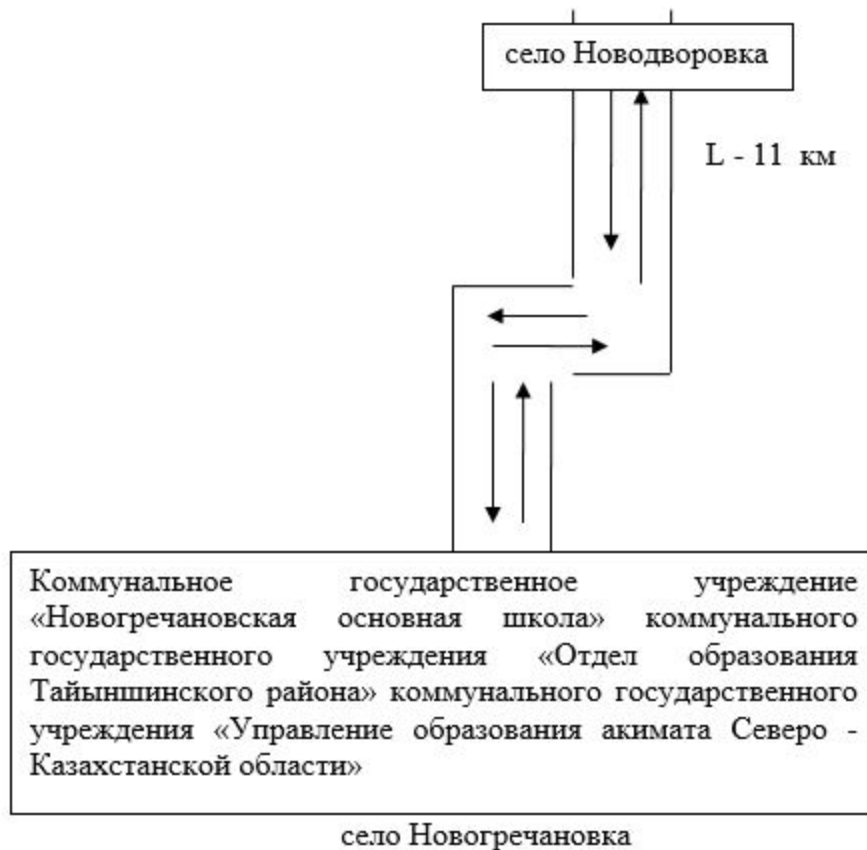 село Новодворовка
L - 11 км
Коммунальное государственное учреждение
«Новогречановская основная школа» коммунального
государственного учреждения «Отдел образования
Тайыншинского района» коммунального государственного
учреждения «Управление образования акимата Северо -
Казахстанской области»
село Новогречановка